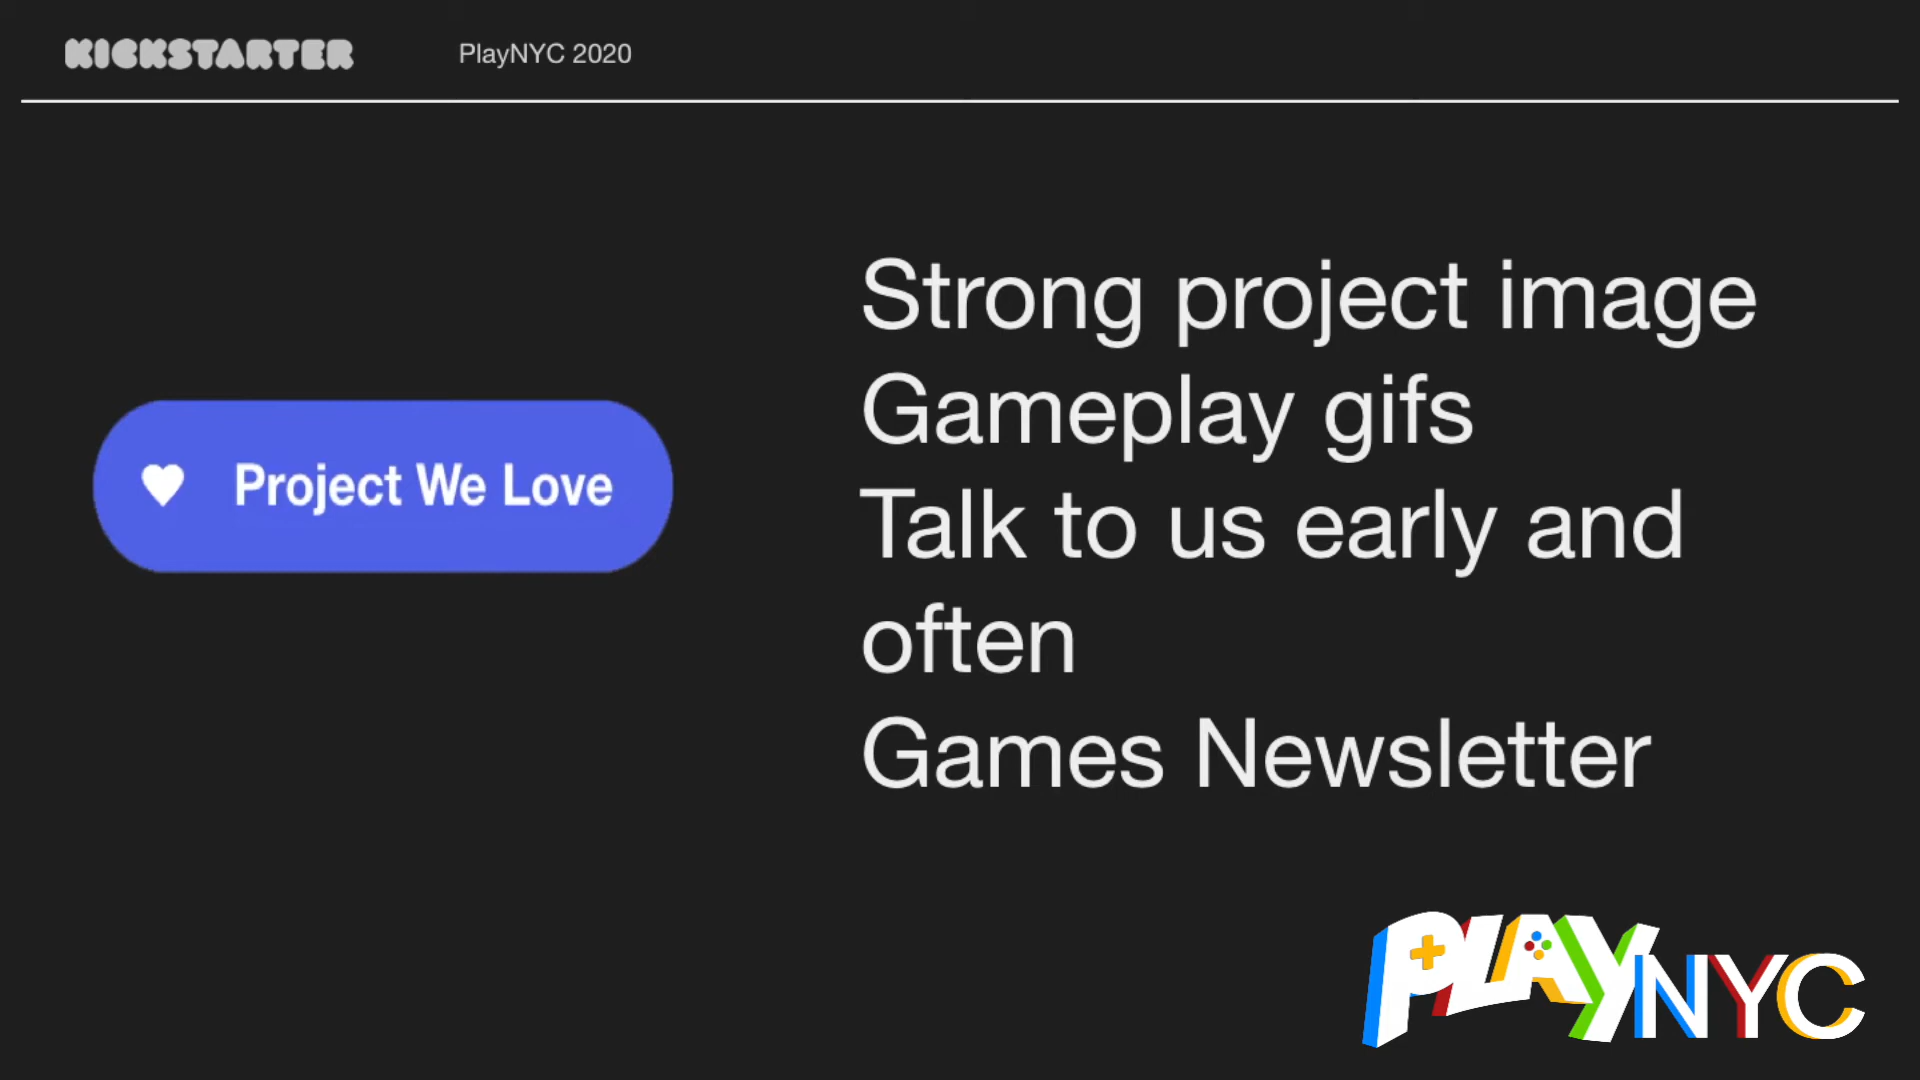 KICKSTARTER
PlayNYC 2020
Project We Love
Strong project image
Gameplay gifs
Talk to us early and
often
Games Newsletter
PLAYNYC